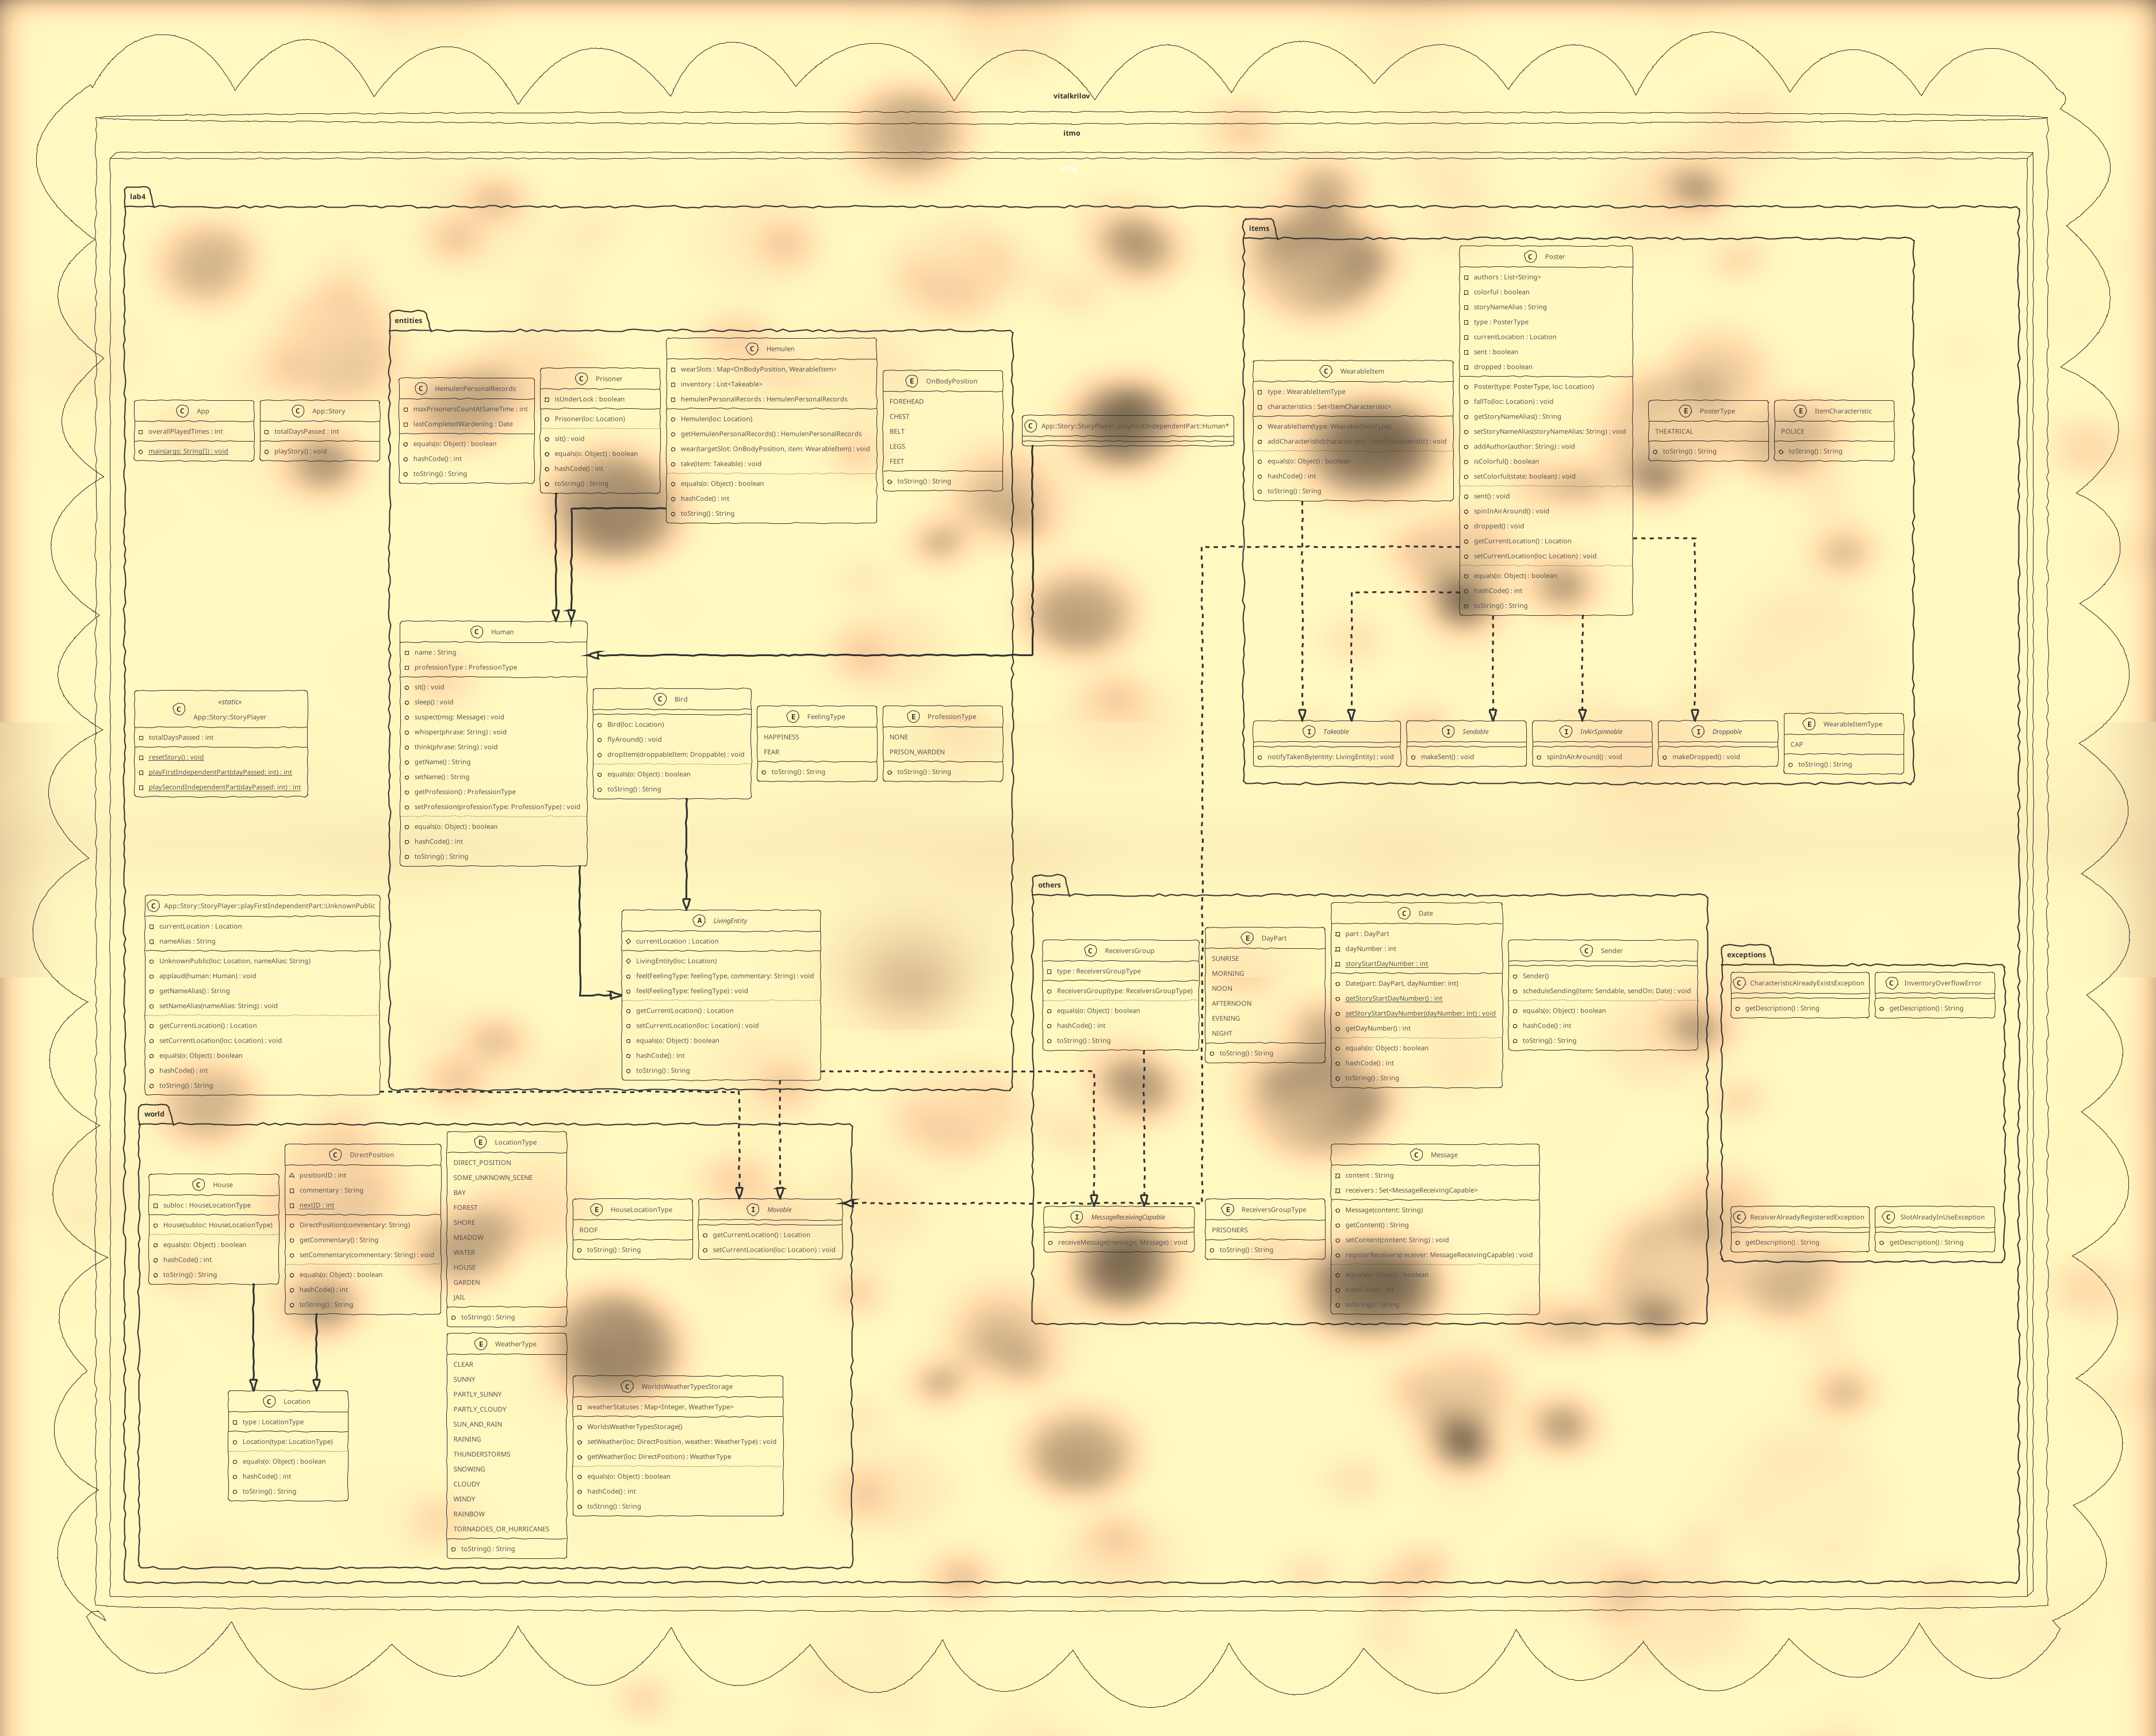 vitalkrilov
itmo
lab4
C App
overallPlayedTimes : int
main(args: String[]) : void
C App::Story
totalDaysPassed : int
playStory() : void
entities
C HemulenPersonalRecords
maxPrisonersCountAtSameTime : int
lastCompletedWardening : Date
equals(o: Object) : boolean
hashCode() : int
toString() : String
C Prisoner
isUnderLock : boolean
Prisoner(loc: Location)
sit() : void
equals(o: Object) : boolean
hashCode() : int
toString() : String
C Hemulen
wearSlots : Map<OnBodyPosition, WearableItem>
inventory : List<Takeable>
hemulenPersonalRecords : HemulenPersonalRecords
Hemulen(loc: Location)
getHemulenPersonalRecords() : HemulenPersonalRecords
wear(targetSlot: OnBodyPosition, item: WearableItem) : void
take(item: Takeable) : void
equals(o: Object) : boolean
hashCode() : int
toString() : String
E OnBodyPosition
FOREHEAD
CHEST
BELT
LEGS
FEET
toString() : String
C App::Story::StoryPlayer::playFirstIndependentPart::Human*
items
C WearableItem
type : WearableItemType
characteristics : Set<ItemCharacteristic>
WearableItem(type: WearableItemType)
addCharacteristic(characteristic: ItemCharacteristic) : void
equals(o: Object) : boolean
hashCode() : int
toString() : String
C Poster
authors : List<String>
colorful : boolean
storyNameAlias : String
type : PosterType
currentLocation : Location
sent : boolean
dropped : boolean
Poster(type: PosterType, loc: Location)
fallTo(loc: Location) : void
getStoryNameAlias() : String
setStoryNameAlias(storyNameAlias: String) : void
addAuthor(author: String) : void
isColorful() : boolean
setColorful(state: boolean) : void
sent() : void
spinInAirAround() : void
dropped() : void
getCurrentLocation() : Location
setCurrentLocation(loc: Location) : void
equals(o: Object) : boolean
hashCode() : int
toString() : String
E PosterType
THEATRICAL
toString() : String
E ItemCharacteristic
POLICE
toString() : String
C «static»
App::Story::StoryPlayer
totalDaysPassed : int
resetStory() : void
playFirstIndependentPart(dayPassed: int) : int
playSecondIndependentPart(dayPassed: int) : int
C Human
name : String
professionType : ProfessionType
sit() : void
sleep() : void
suspect(msg: Message) : void
whisper(phrase: String) : void
think(phrase: String) : void
getName() : String
setName() : String
getProfession() : ProfessionType
setProfession(professionType: ProfessionType) : void
equals(o: Object) : boolean
hashCode() : int
toString() : String
C Bird
Bird(loc: Location)
flyAround() : void
dropItem(droppableItem: Droppable) : void
equals(o: Object) : boolean
toString() : String
E FeelingType
HAPPINESS
FEAR
toString() : String
E ProfessionType
NONE
PRISON_WARDEN
toString() : String
I Takeable
notifyTakenBy(entity: LivingEntity) : void
I Sendable
makeSent() : void
I InAirSpinnable
spinInAirAround() : void
I Droppable
makeDropped() : void
E WearableItemType
CAP
toString() : String
C App::Story::StoryPlayer::playFirstIndependentPart::UnknownPublic
currentLocation : Location
nameAlias : String
UnknownPublic(loc: Location, nameAlias: String)
applaud(human: Human) : void
getNameAlias() : String
setNameAlias(nameAlias: String) : void
getCurrentLocation() : Location
setCurrentLocation(loc: Location) : void
equals(o: Object) : boolean
hashCode() : int
toString() : String
A LivingEntity
currentLocation : Location
LivingEntity(loc: Location)
feel(FeelingType: feelingType, commentary: String) : void
feel(FeelingType: feelingType) : void
getCurrentLocation() : Location
setCurrentLocation(loc: Location) : void
equals(o: Object) : boolean
hashCode() : int
toString() : String
others
C ReceiversGroup
type : ReceiversGroupType
ReceiversGroup(type: ReceiversGroupType)
equals(o: Object) : boolean
hashCode() : int
toString() : String
E DayPart
SUNRISE
MORNING
NOON
AFTERNOON
EVENING
NIGHT
toString() : String
C Date
part : DayPart
dayNumber : int
storyStartDayNumber : int
Date(part: DayPart, dayNumber: int)
getStoryStartDayNumber() : int
setStoryStartDayNumber(dayNumber: int) : void
getDayNumber() : int
equals(o: Object) : boolean
hashCode() : int
toString() : String
C Sender
Sender()
scheduleSending(item: Sendable, sendOn: Date) : void
equals(o: Object) : boolean
hashCode() : int
toString() : String
exceptions
C CharacteristicAlreadyExistsException
getDescription() : String
C InventoryOverflowError
getDescription() : String
world
C House
subloc : HouseLocationType
House(subloc: HouseLocationType)
equals(o: Object) : boolean
hashCode() : int
toString() : String
C DirectPosition
positionID : int
commentary : String
nextID : int
DirectPosition(commentary: String)
getCommentary() : String
setCommentary(commentary: String) : void
equals(o: Object) : boolean
hashCode() : int
toString() : String
E LocationType
DIRECT_POSITION
SOME_UNKNOWN_SCENE
BAY
FOREST
SHORE
MEADOW
WATER
HOUSE
GARDEN
JAIL
toString() : String
E HouseLocationType
ROOF
toString() : String
I Movable
getCurrentLocation() : Location
setCurrentLocation(loc: Location) : void
I MessageReceivingCapable
receiveMessage(message: Message) : void
E ReceiversGroupType
PRISONERS
toString() : String
C Message
content : String
receivers : Set<MessageReceivingCapable>
Message(content: String)
getContent() : String
setContent(content: String) : void
registerReceivers(receiver: MessageReceivingCapable) : void
equals(o: Object) : boolean
hashCode() : int
toString() : String
C ReceiverAlreadyRegisteredException
getDescription() : String
C SlotAlreadyInUseException
getDescription() : String
C Location
type : LocationType
Location(type: LocationType)
equals(o: Object) : boolean
hashCode() : int
toString() : String
E WeatherType
CLEAR
SUNNY
PARTLY_SUNNY
PARTLY_CLOUDY
SUN_AND_RAIN
RAINING
THUNDERSTORMS
SNOWING
CLOUDY
WINDY
RAINBOW
TORNADOES_OR_HURRICANES
toString() : String
C WorldsWeatherTypesStorage
weatherStatuses : Map<Integer, WeatherType>
WorldsWeatherTypesStorage()
setWeather(loc: DirectPosition, weather: WeatherType) : void
getWeather(loc: DirectPosition) : WeatherType
equals(o: Object) : boolean
hashCode() : int
toString() : String